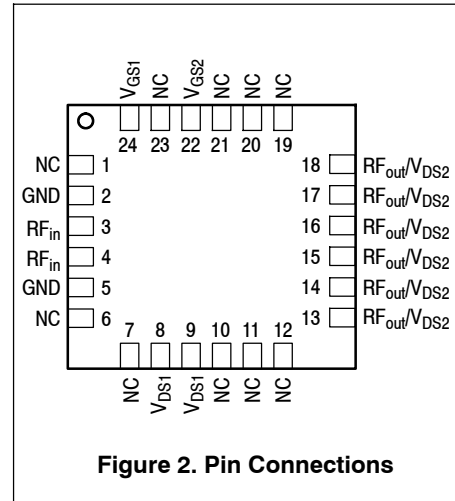 VGS1 NC VGS2 NC NC NC
24 23 22 21 20 19
NC 1
GND 2
RFin 3
RFin 4
GND 5
NC 6
18 RFout/VDS2
17 RFout/VDS2
16 RFout/VDS2
15 RFout/VDS2
14 RFout/VDS2
13 RFout/VDS2
7 8 9 10 11 12
NC VDS1 VDS1 NC NC NC
Figure 2. Pin Connections